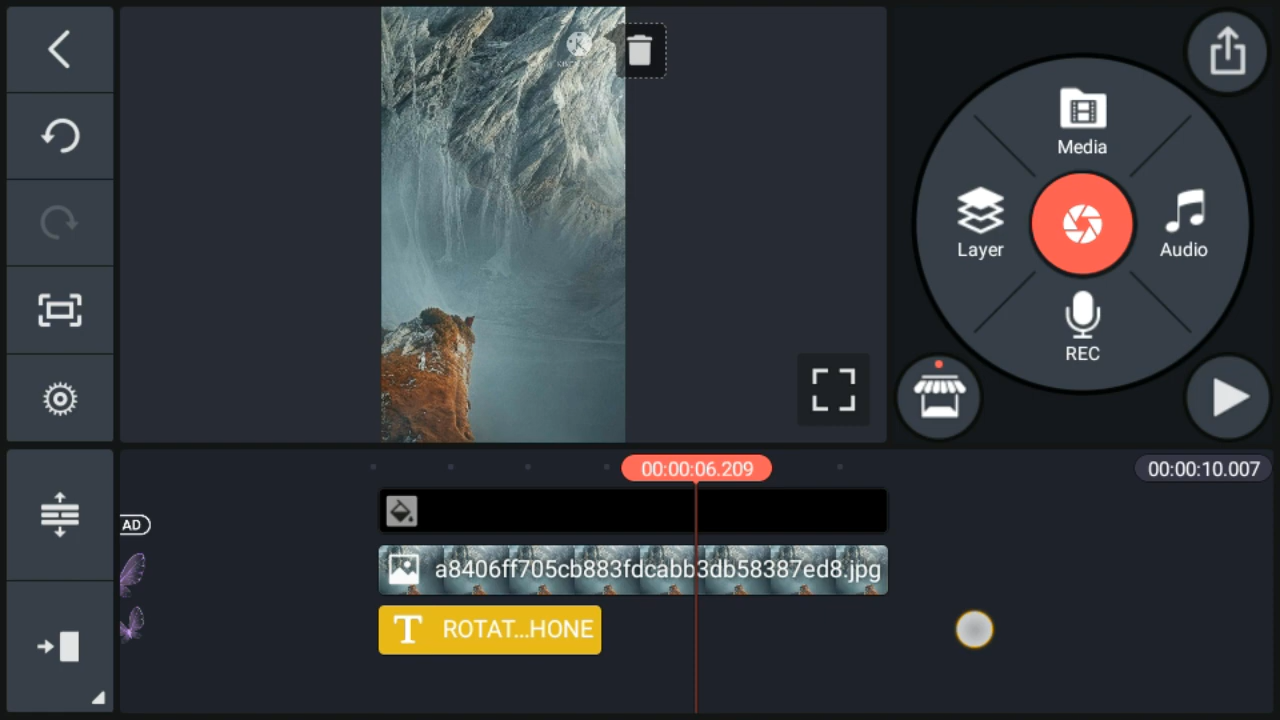 Media
Layer
Audio
REC
00:00:06.209
00:00:10.007
AD
a8406ff705cb883fdcabb3db58387ed8.jpg
T ROTAT...HONE